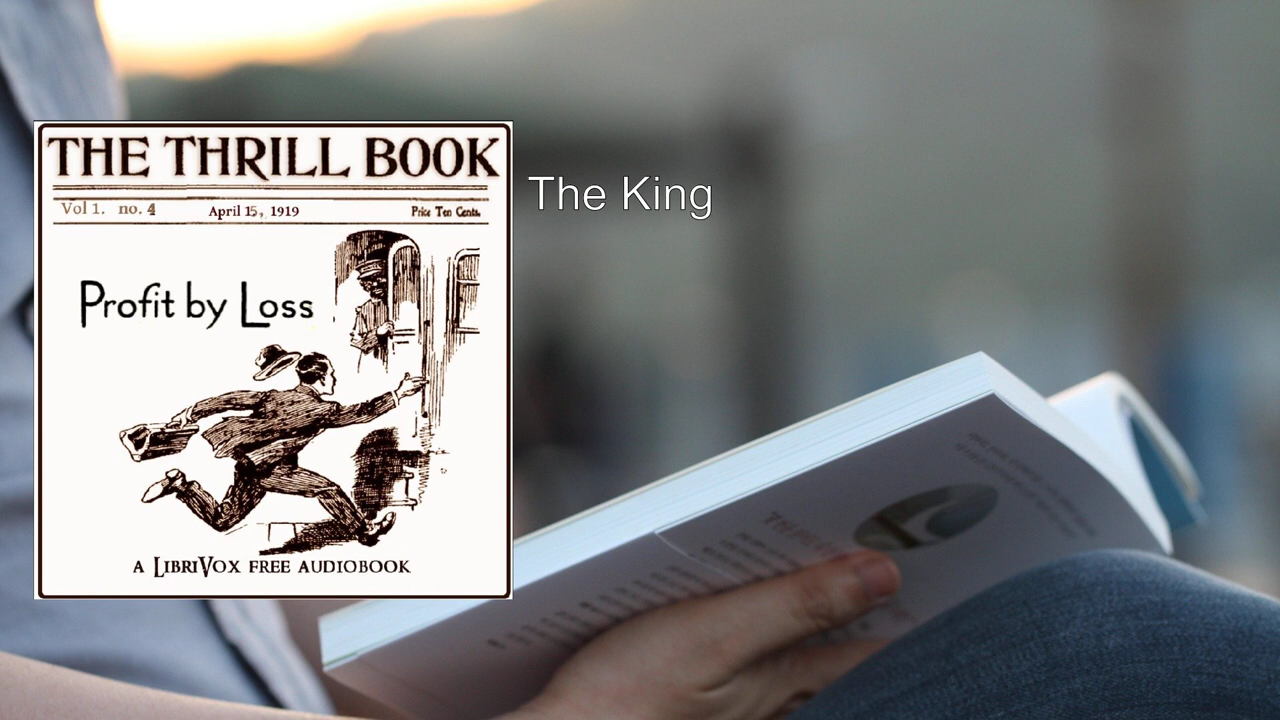 THE THRILL BOOK
Vol 1. no. 4 April 15, 1919 Price Ten Cents.
The King
Profit by Loss
A LIBRIVOX FREE AUDIOBOOK